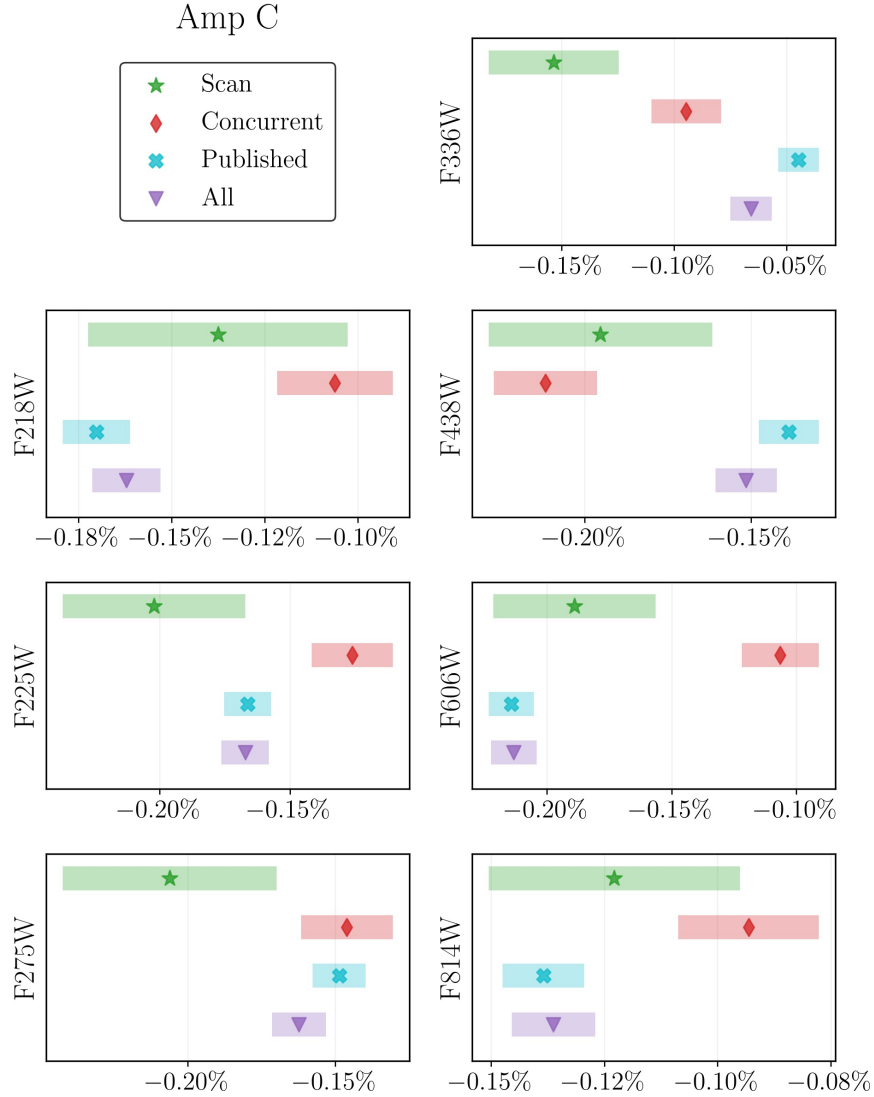 Amp C
Scan
Concurrent
Published
All
F336W
−0.15% −0.10% −0.05%
F218W
−0.18% −0.15% −0.12% −0.10%
F438W
−0.20% −0.15%
F225W
−0.20% −0.15%
F606W
−0.20% −0.15% −0.10%
F275W
−0.20% −0.15%
F814W
−0.15% −0.12% −0.10% −0.08%